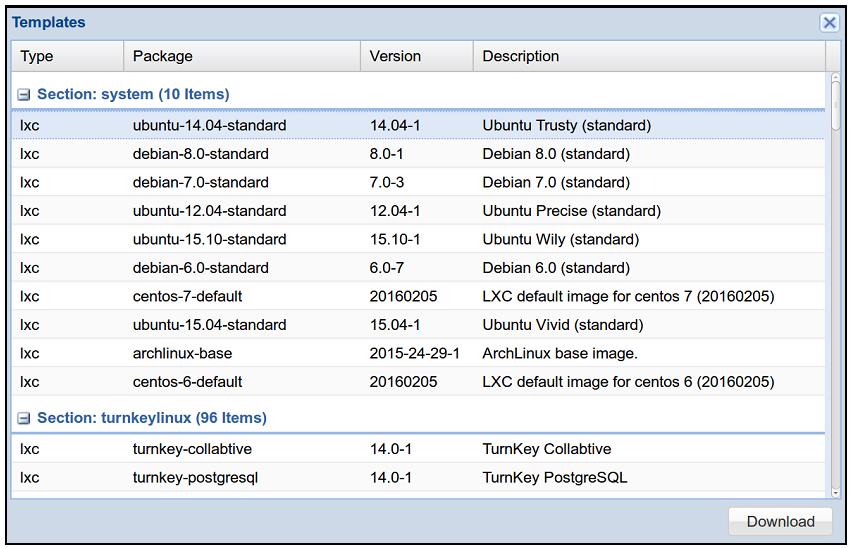 Templates
Type Package Version Description
Section: system (10 Items)
lxc ubuntu-14.04-standard 14.04-1 Ubuntu Trusty (standard)
lxc debian-8.0-standard 8.0-1 Debian 8.0 (standard)
lxc debian-7.0-standard 7.0-3 Debian 7.0 (standard)
lxc ubuntu-12.04-standard 12.04-1 Ubuntu Precise (standard)
lxc ubuntu-15.10-standard 15.10-1 Ubuntu Wily (standard)
lxc debian-6.0-standard 6.0-7 Debian 6.0 (standard)
lxc centos-7-default 20160205 LXC default image for centos 7 (20160205)
lxc ubuntu-15.04-standard 15.04-1 Ubuntu Vivid (standard)
lxc archlinux-base 2015-24-29-1 ArchLinux base image.
lxc centos-6-default 20160205 LXC default image for centos 6 (20160205)
Section: turnkeylinux (96 Items)
lxc turnkey-collabtive 14.0-1 TurnKey Collabtive
lxc turnkey-postgresql 14.0-1 TurnKey PostgreSQL
Download